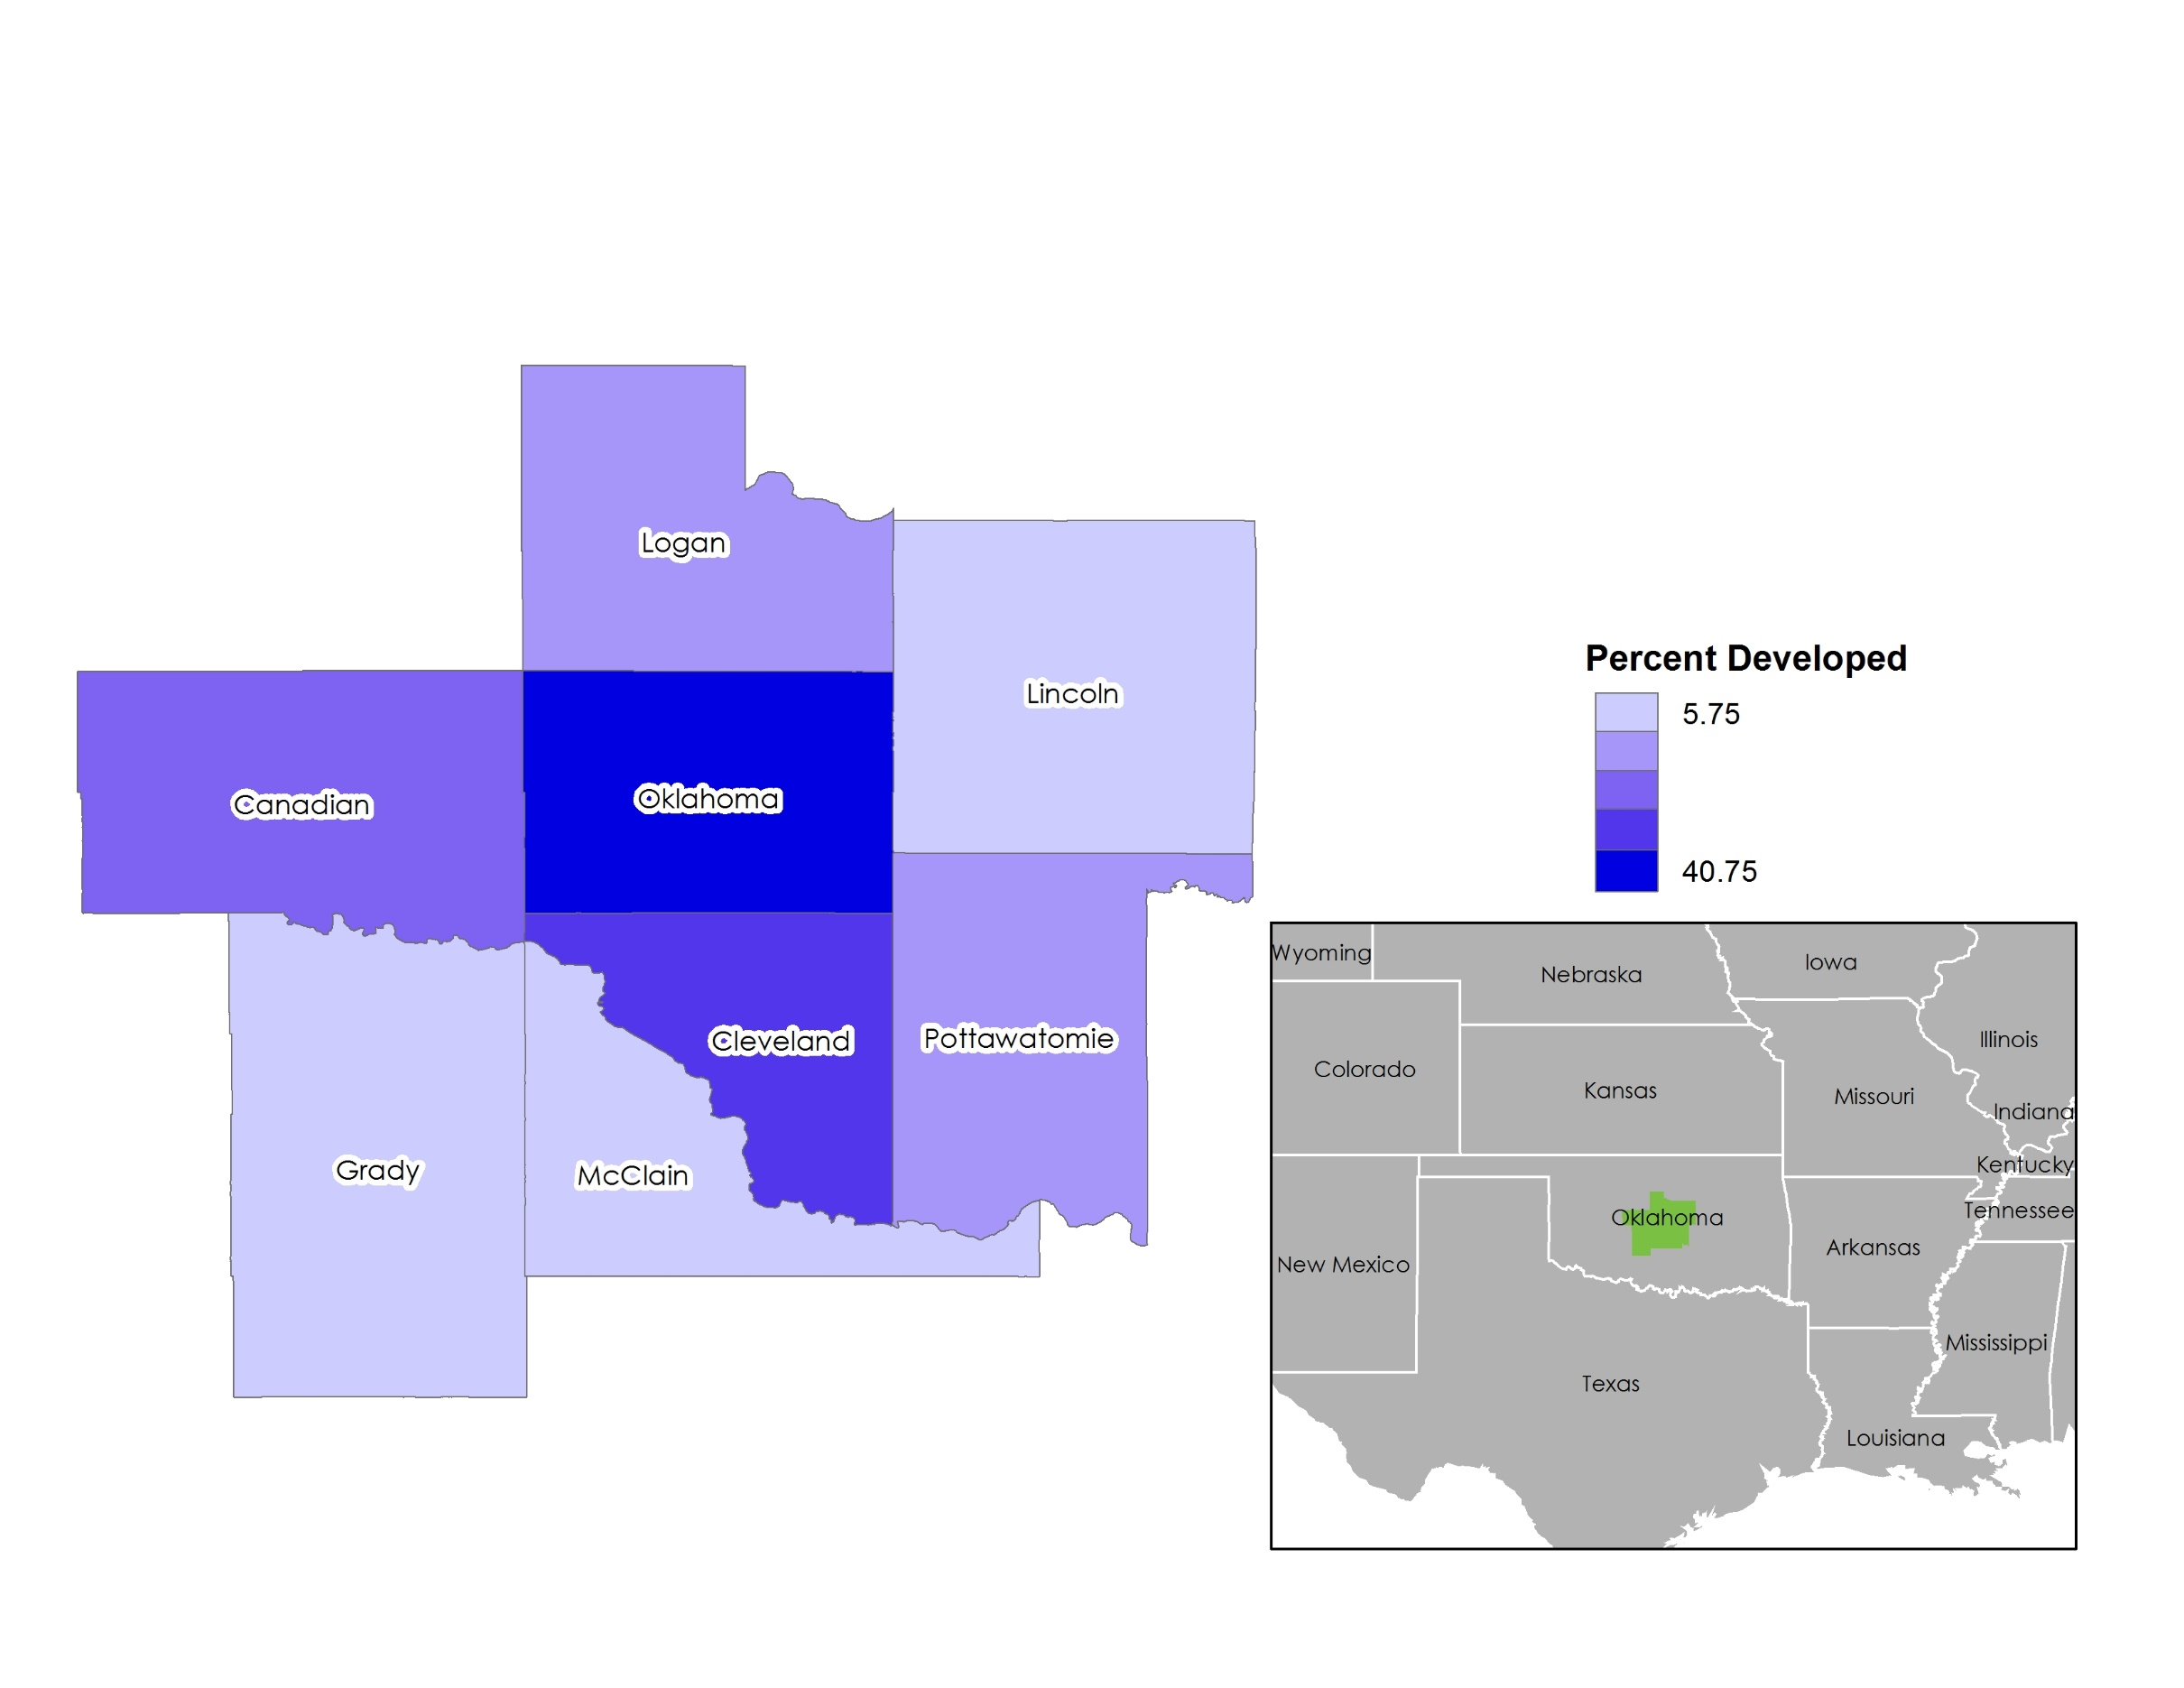 Logan
Lincoln
Canadian
Oklahoma
Cleveland
Pottawatomie
Grady
McClain
Percent Developed
5.75
40.75
Wyoming
Nebraska
Iowa
Illinois
Colorado
Kansas
Missouri
Indiana
Kentucky
Tennessee
Oklahoma
Arkansas
New Mexico
Mississippi
Texas
Louisiana